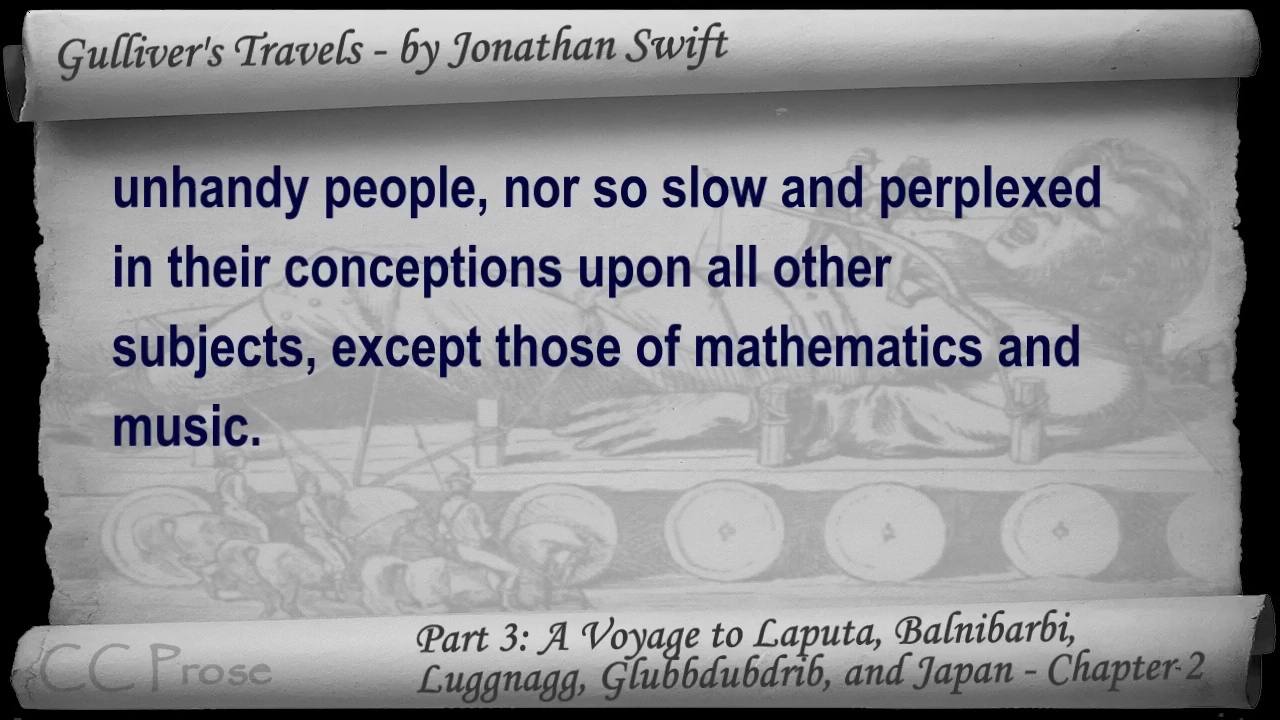 Gulliver's Travels - by Jonathan Swift
unhandy people, nor so slow and perplexed
in their conceptions upon all other
subjects, except those of mathematics and
music.
CC Prose
Part 3: A Voyage to Laputa, Balnibarbi,
Luggnagg, Glubbdubdrib, and Japan - Chapter 2